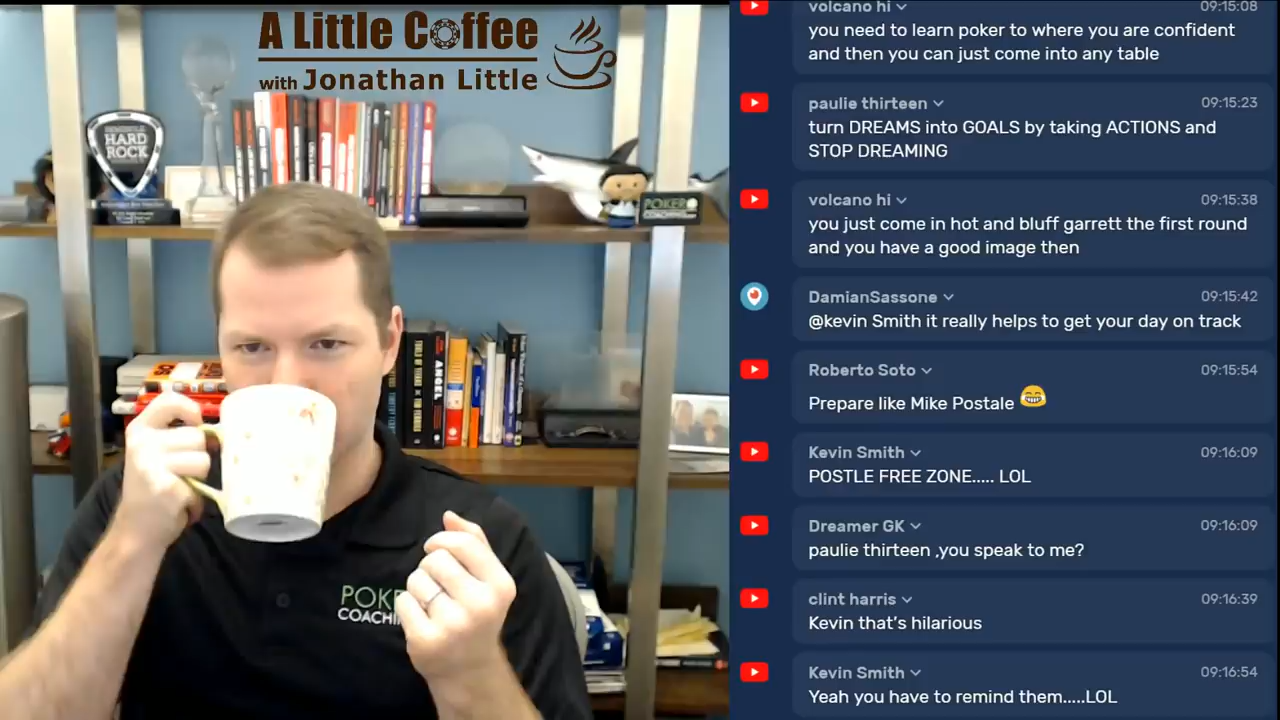 A Little Coffee
with Jonathan Little
HARD
ROCK
POKER
COACHING
ANGEL
POKE
COACHI
volcano hi
09:15:08
you need to learn poker to where you are confident
and then you can just come into any table
paulie thirteen
09:15:23
turn DREAMS into GOALS by taking ACTIONS and
STOP DREAMING
volcano hi
09:15:38
you just come in hot and bluff garrett the first round
and you have a good image then
DamianSassone
09:15:42
@kevin Smith it really helps to get your day on track
Roberto Soto
09:15:54
Prepare like Mike Postale 😂
Kevin Smith
09:16:09
POSTLE FREE ZONE..... LOL
Dreamer GK
09:16:09
paulie thirteen ,you speak to me?
clint harris
09:16:39
Kevin that's hilarious
Kevin Smith
09:16:54
Yeah you have to remind them.....LOL